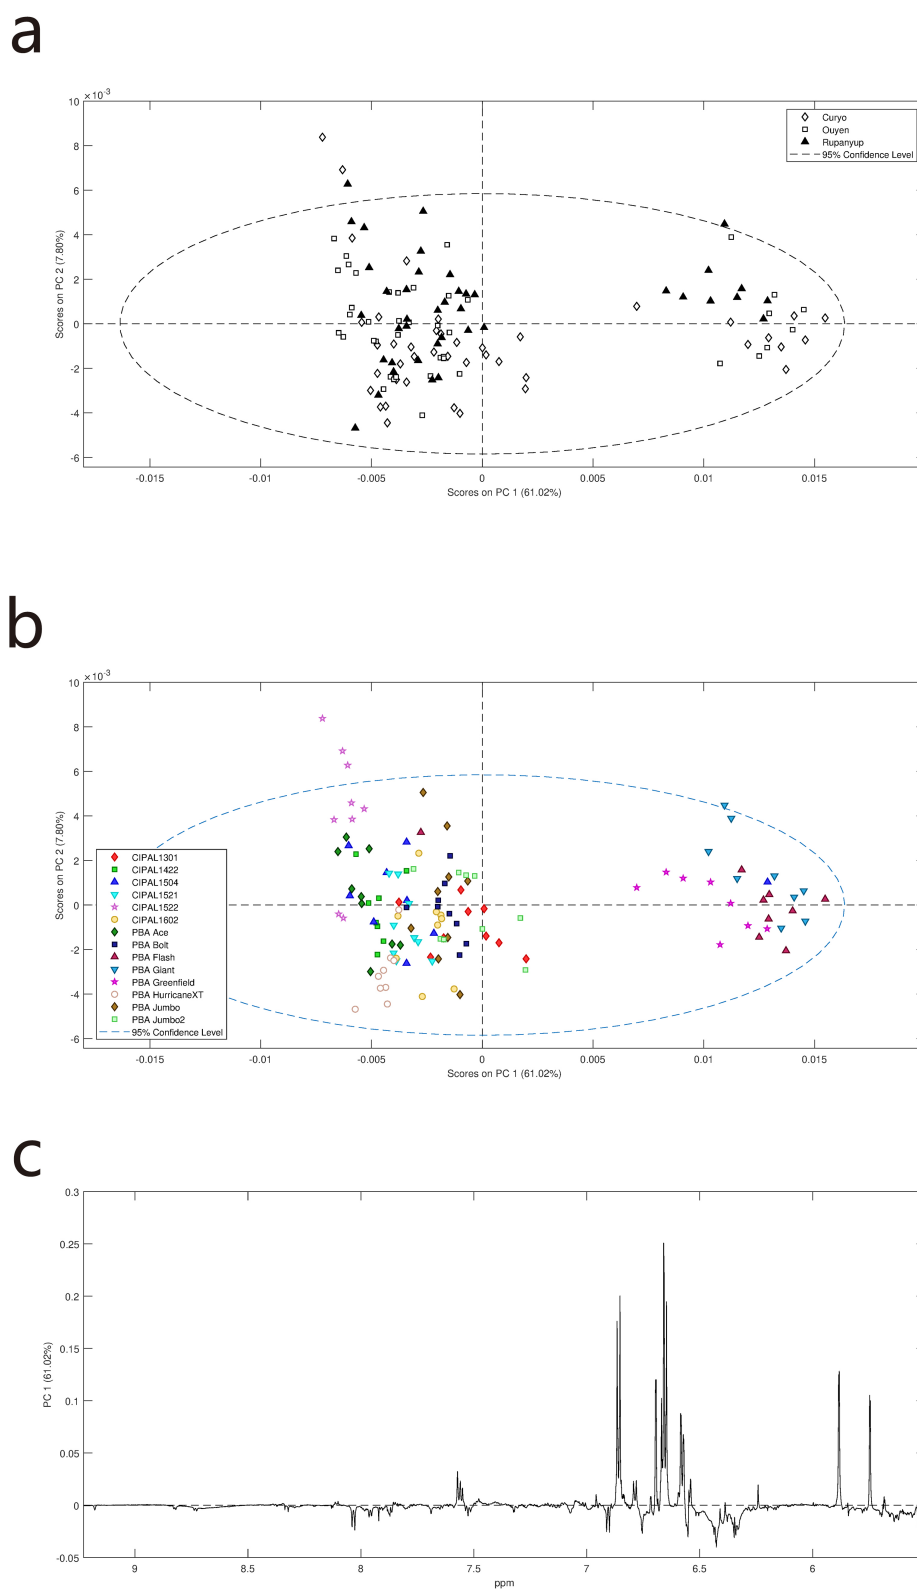 a
×10⁻³
10
8
6
4
2
0
-2
-4
-6
Scores on PC 2 (7.80%)
-0.015
-0.01
-0.005
0
0.005
0.01
0.015
Scores on PC 1 (61.02%)
Curyo
Ouyen
Rupanyup
95% Confidence Level
b
×10⁻³
10
8
6
4
2
0
-2
-4
-6
Scores on PC 2 (7.80%)
CIPAL1301
CIPAL1422
CIPAL1504
CIPAL1521
CIPAL1522
CIPAL1602
PBA Ace
PBA Bolt
PBA Flash
PBA Giant
PBA Greenfield
PBA HurricaneXT
PBA Jumbo
PBA Jumbo2
95% Confidence Level
-0.015
-0.01
-0.005
0
0.005
0.01
0.015
Scores on PC 1 (61.02%)
c
0.3
0.25
0.2
0.15
0.1
0.05
0
-0.05
PC 1 (61.02%)
9
8.5
8
7.5
7
6.5
6
ppm